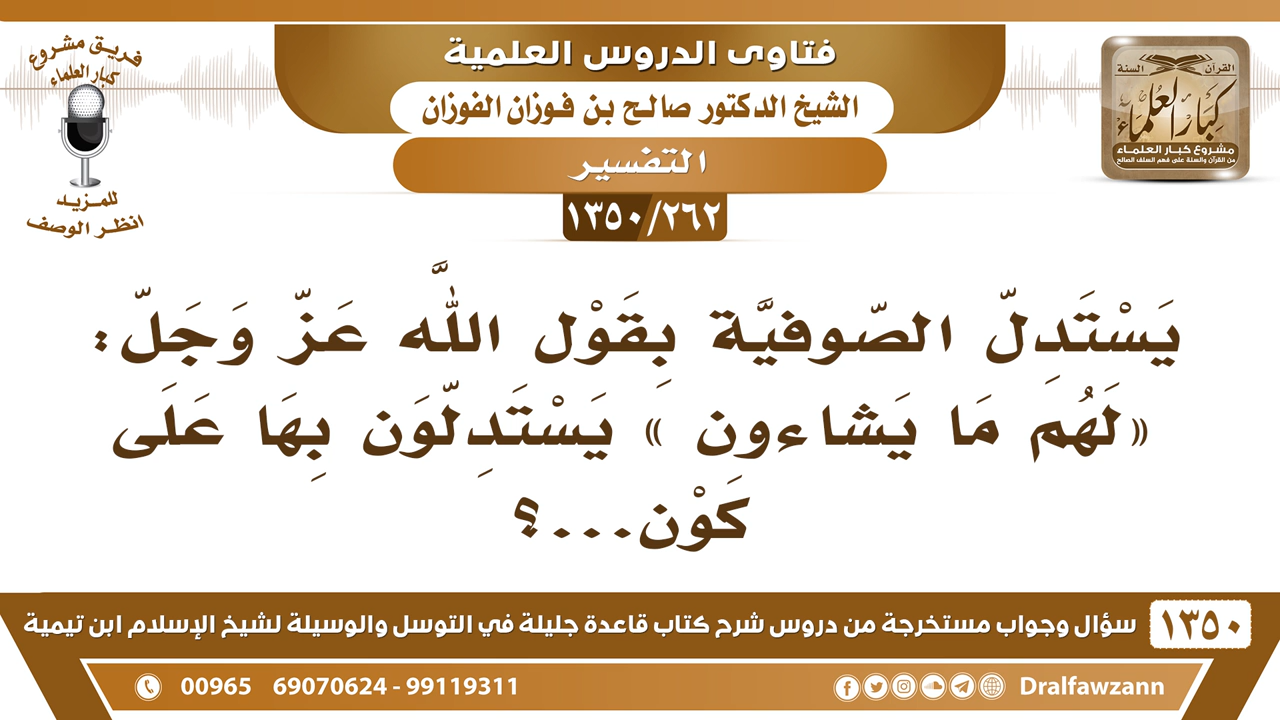 فتاوى الدروس العلمية
الشيخ الدكتور صالح بن فوزان الفوزان
التفسير
١٣٥٠/٢٦٢
فريق مشروع
كبار العلماء
للمزيد
انظر الوصف
القرآن السنة
كبار العلماء
مشروع كبار العلماء
من القرآن والسنة على فهم السلف الصالح
يَسْتَدِلّ الصّوفيَّة بِقَوْل اللَّه عَزّ وَجَلّ:
«لَهُمَ مَا يَشاءون» يَسْتَدِلّوَن بِهَا عَلَى
كَوْن...؟
١٣٥٠ سؤال وجواب مستخرجة من دروس شرح كتاب قاعدة جليلة في التوسل والوسيلة لشيخ الإسلام ابن تيمية
00965 69070624 - 99119311
Dralfawzann